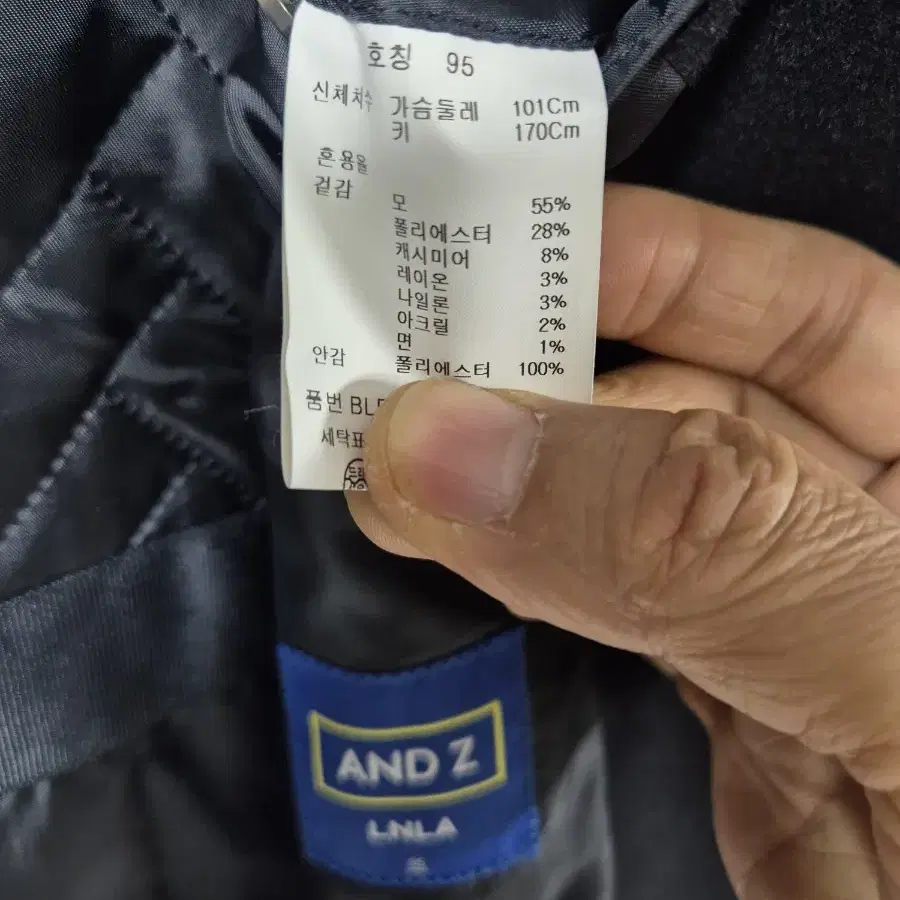 호칭 95
신체치수 가슴둘레 101Cm
키 170Cm
혼용율
겉감
모 55%
폴리에스터 28%
캐시미어 8%
레이온 3%
나일론 3%
아크릴 2%
면 1%
안감 폴리에스터 100%
품번
세탁표
AND Z
LNLA